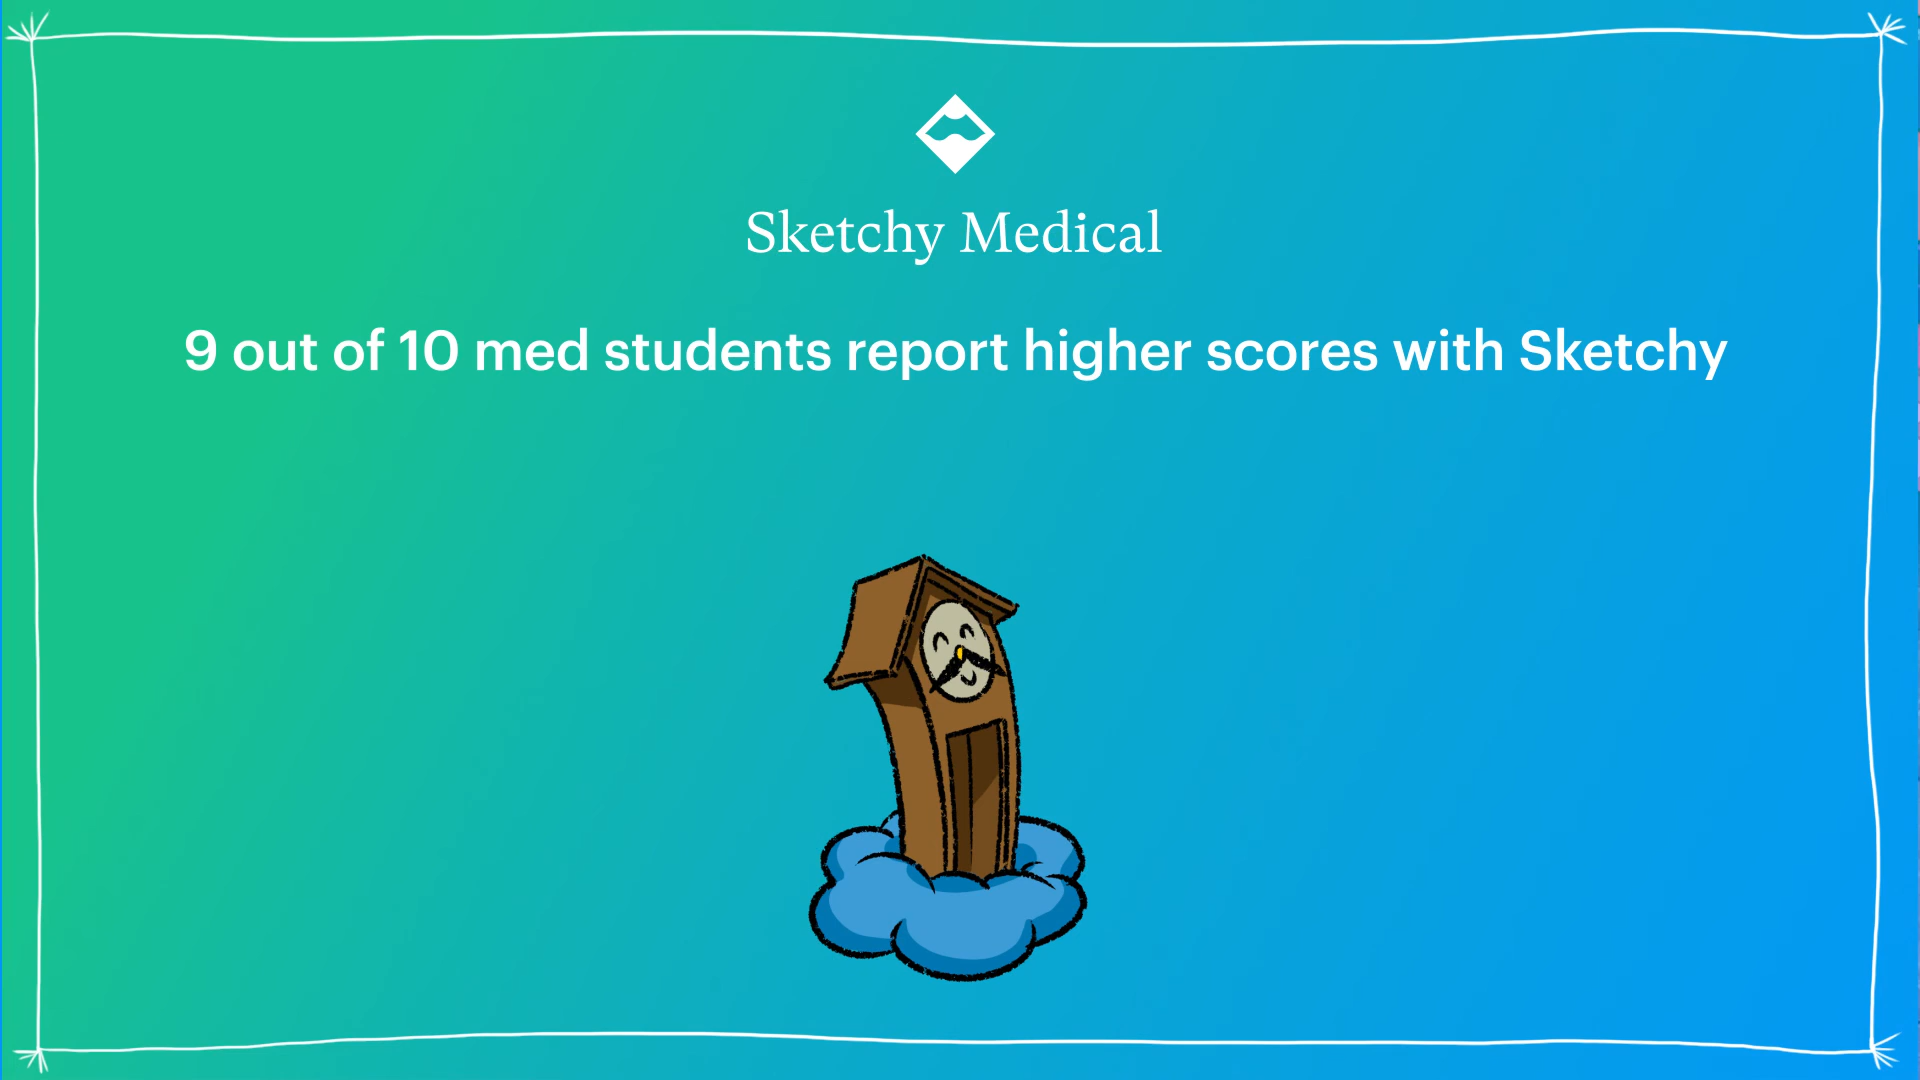 Sketchy Medical
9 out of 10 med students report higher scores with Sketchy